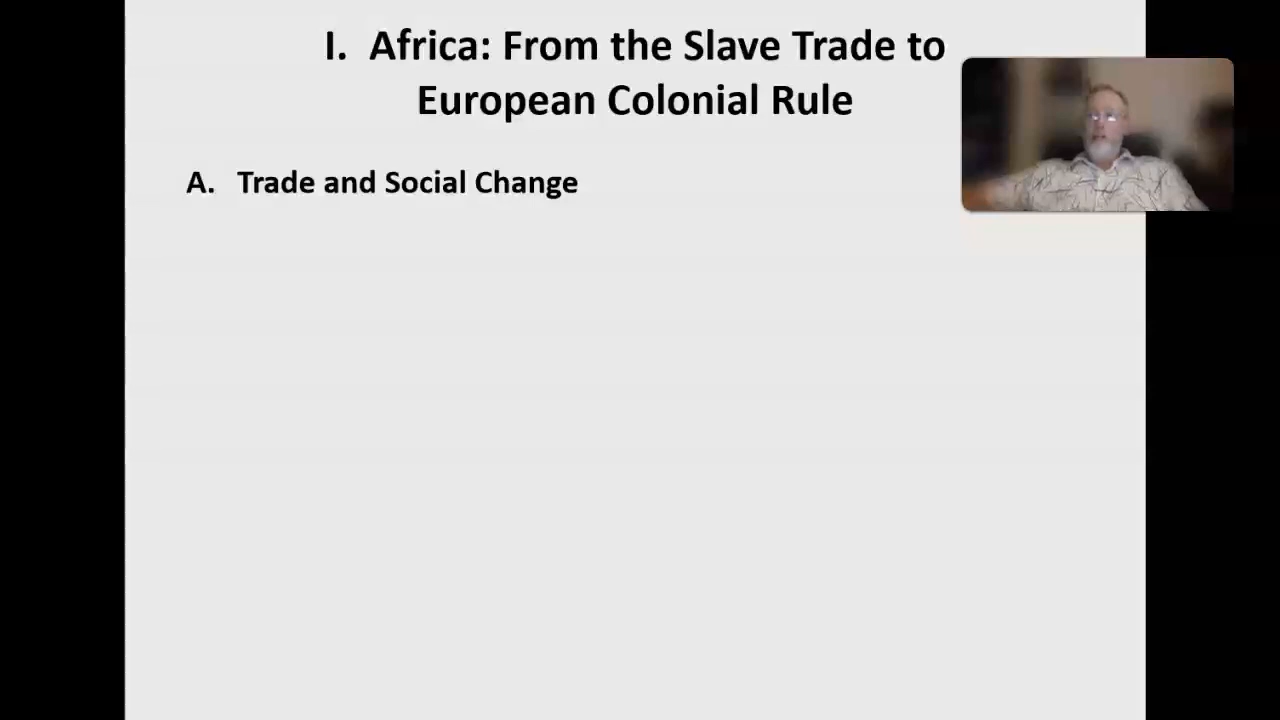 I. Africa: From the Slave Trade to
European Colonial Rule
A. Trade and Social Change